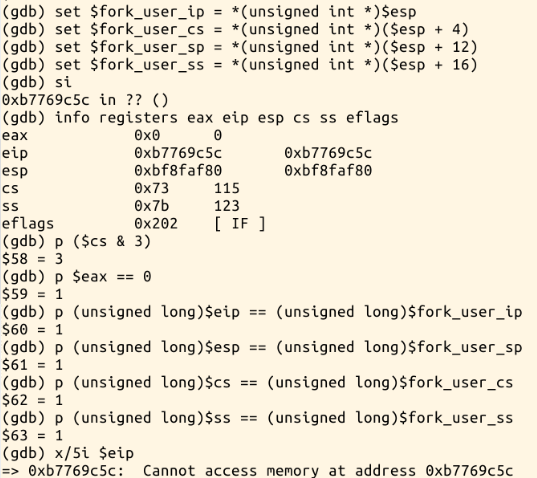 (gdb) set $fork_user_ip = *(unsigned int *)$esp
(gdb) set $fork_user_cs = *(unsigned int *)($esp + 4)
(gdb) set $fork_user_sp = *(unsigned int *)($esp + 12)
(gdb) set $fork_user_ss = *(unsigned int *)($esp + 16)
(gdb) si
0xb7769c5c in ?? ()
(gdb) info registers eax eip esp cs ss eflags
eax            0x0      0
eip            0xb7769c5c       0xb7769c5c
esp            0xbf8faf80       0xbf8faf80
cs             0x73     115
ss             0x7b     123
eflags         0x202    [ IF ]
(gdb) p ($cs & 3)
$58 = 3
(gdb) p $eax == 0
$59 = 1
(gdb) p (unsigned long)$eip == (unsigned long)$fork_user_ip
$60 = 1
(gdb) p (unsigned long)$esp == (unsigned long)$fork_user_sp
$61 = 1
(gdb) p (unsigned long)$cs == (unsigned long)$fork_user_cs
$62 = 1
(gdb) p (unsigned long)$ss == (unsigned long)$fork_user_ss
$63 = 1
(gdb) x/5i $eip
=> 0xb7769c5c:  Cannot access memory at address 0xb7769c5c